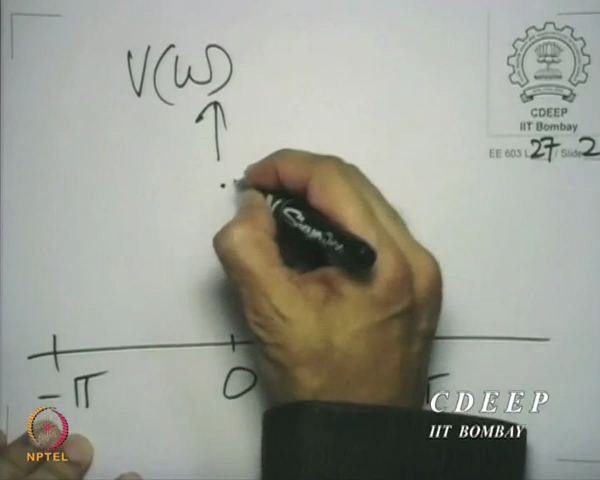 V(ω)
CDEEP
IIT Bombay
EE 603 L 27 / Slide 2
-π 0
CDEEP
IIT BOMBAY
NPTEL